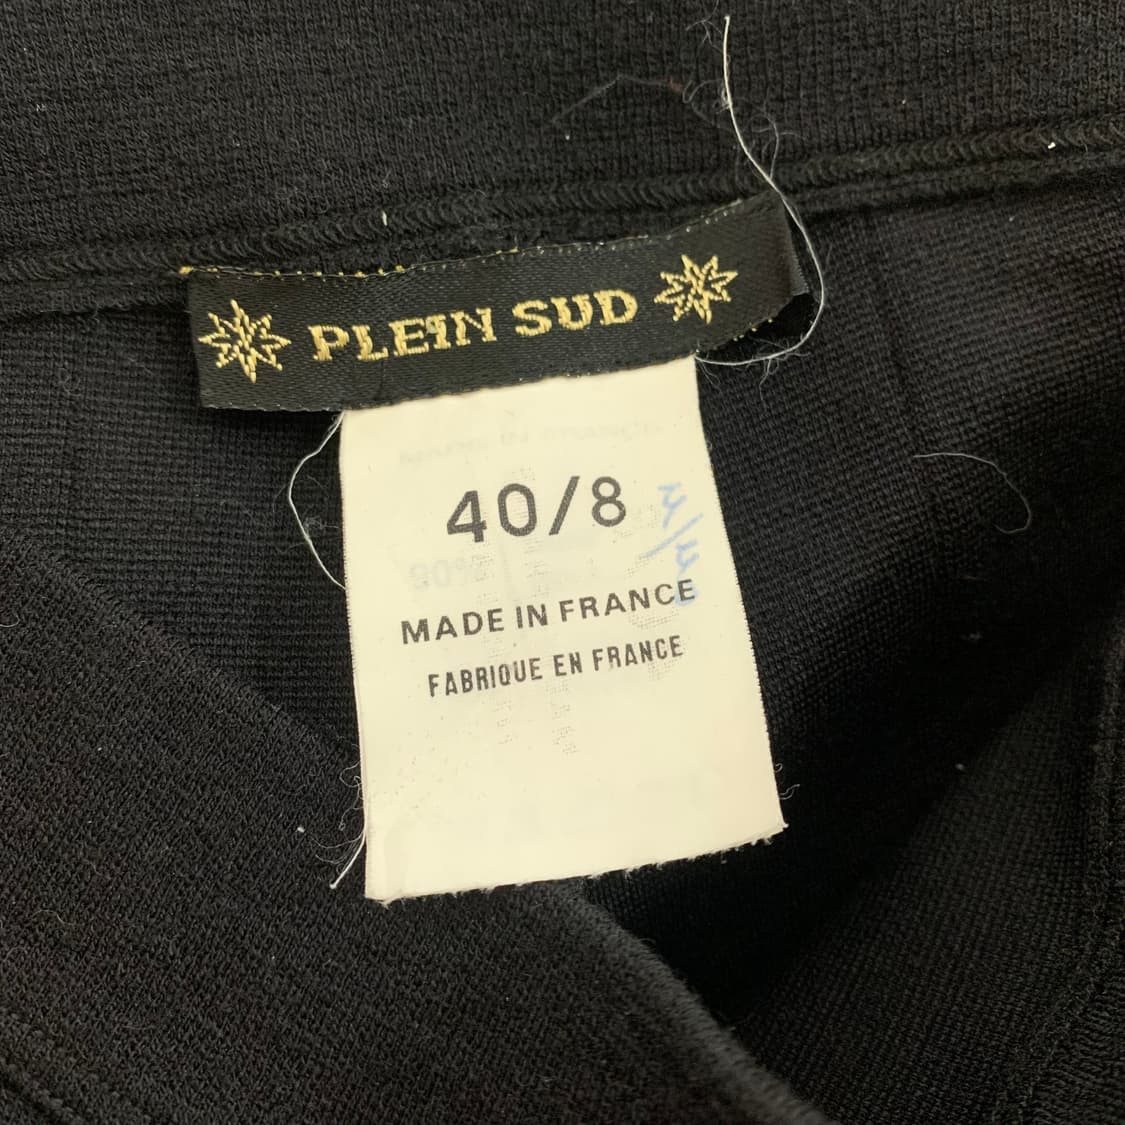 PLEIN SUD
40/8
MADE IN FRANCE
FABRIQUE EN FRANCE